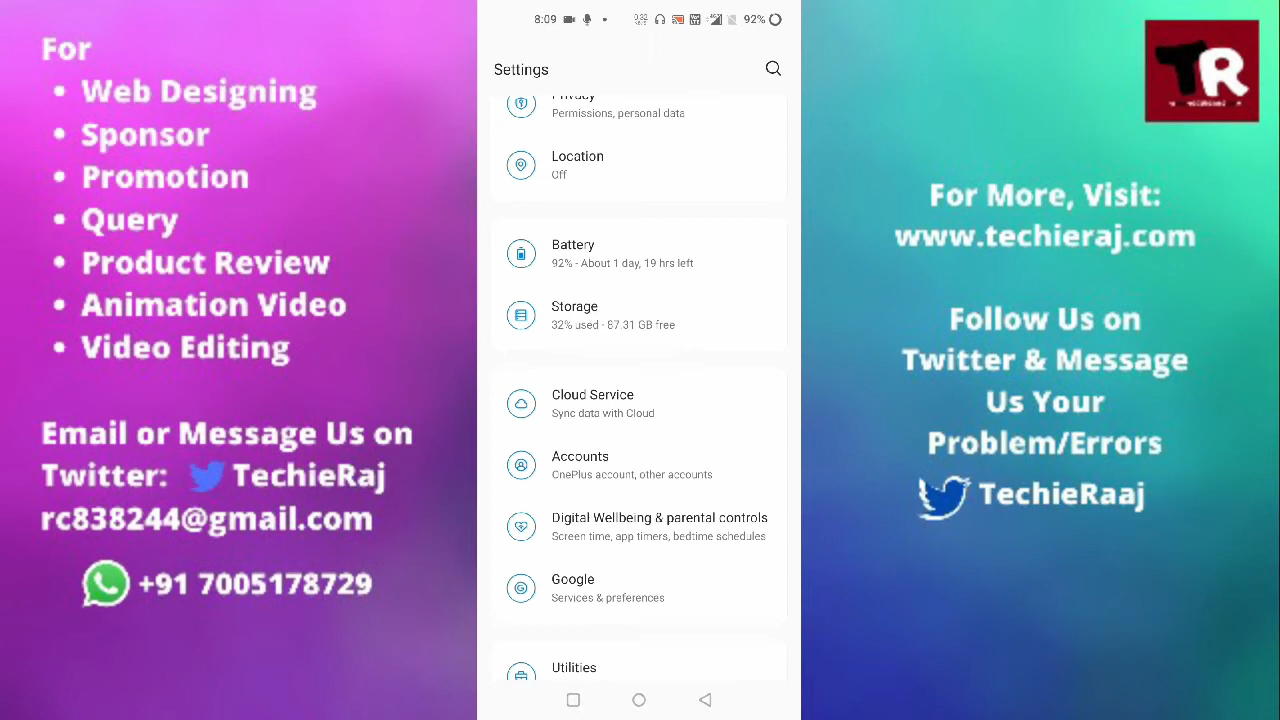 For
• Web Designing
• Sponsor
• Promotion
• Query
• Product Review
• Animation Video
• Video Editing
Email or Message Us on
Twitter: TechieRaj
rc838244@gmail.com
+91 7005178729
8:09
92%
Settings
Privacy
Permissions, personal data
Location
Off
Battery
92% - About 1 day, 19 hrs left
Storage
32% used - 87.31 GB free
Cloud Service
Sync data with Cloud
Accounts
OnePlus account, other accounts
Digital Wellbeing & parental controls
Screen time, app timers, bedtime schedules
Google
Services & preferences
Utilities
TR
For More, Visit:
www.techieraj.com
Follow Us on
Twitter & Message
Us Your
Problem/Errors
TechieRaaj